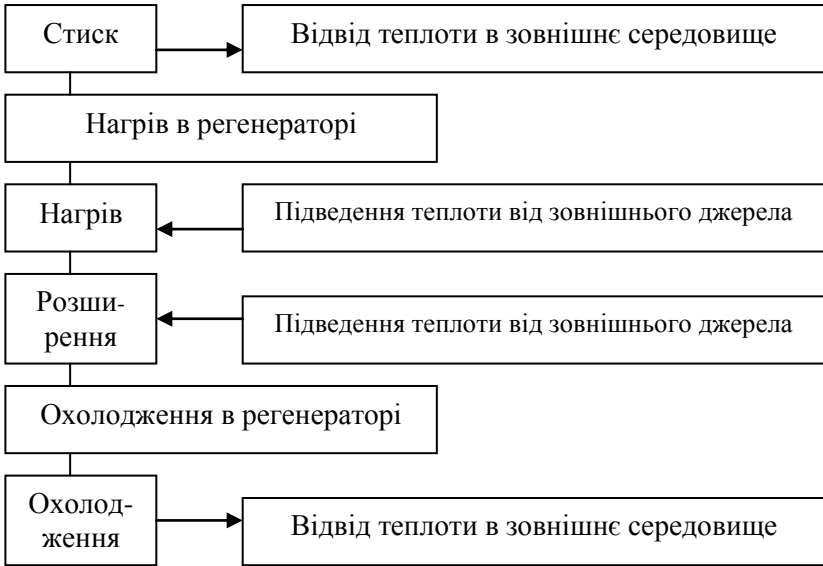 Стиск
Відвід теплоти в зовнішнє середовище
Нагрів в регенераторі
Нагрів
Підведення теплоти від зовнішнього джерела
Розши-
рення
Підведення теплоти від зовнішнього джерела
Охолодження в регенераторі
Охолод-
ження
Відвід теплоти в зовнішнє середовище